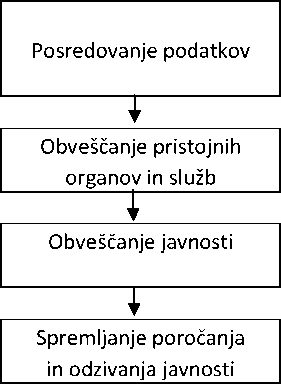 Posredovanje podatkov
Obveščanje pristojnih
organov in služb
Obveščanje javnosti
Spremljanje poročanja
in odzivanja javnosti